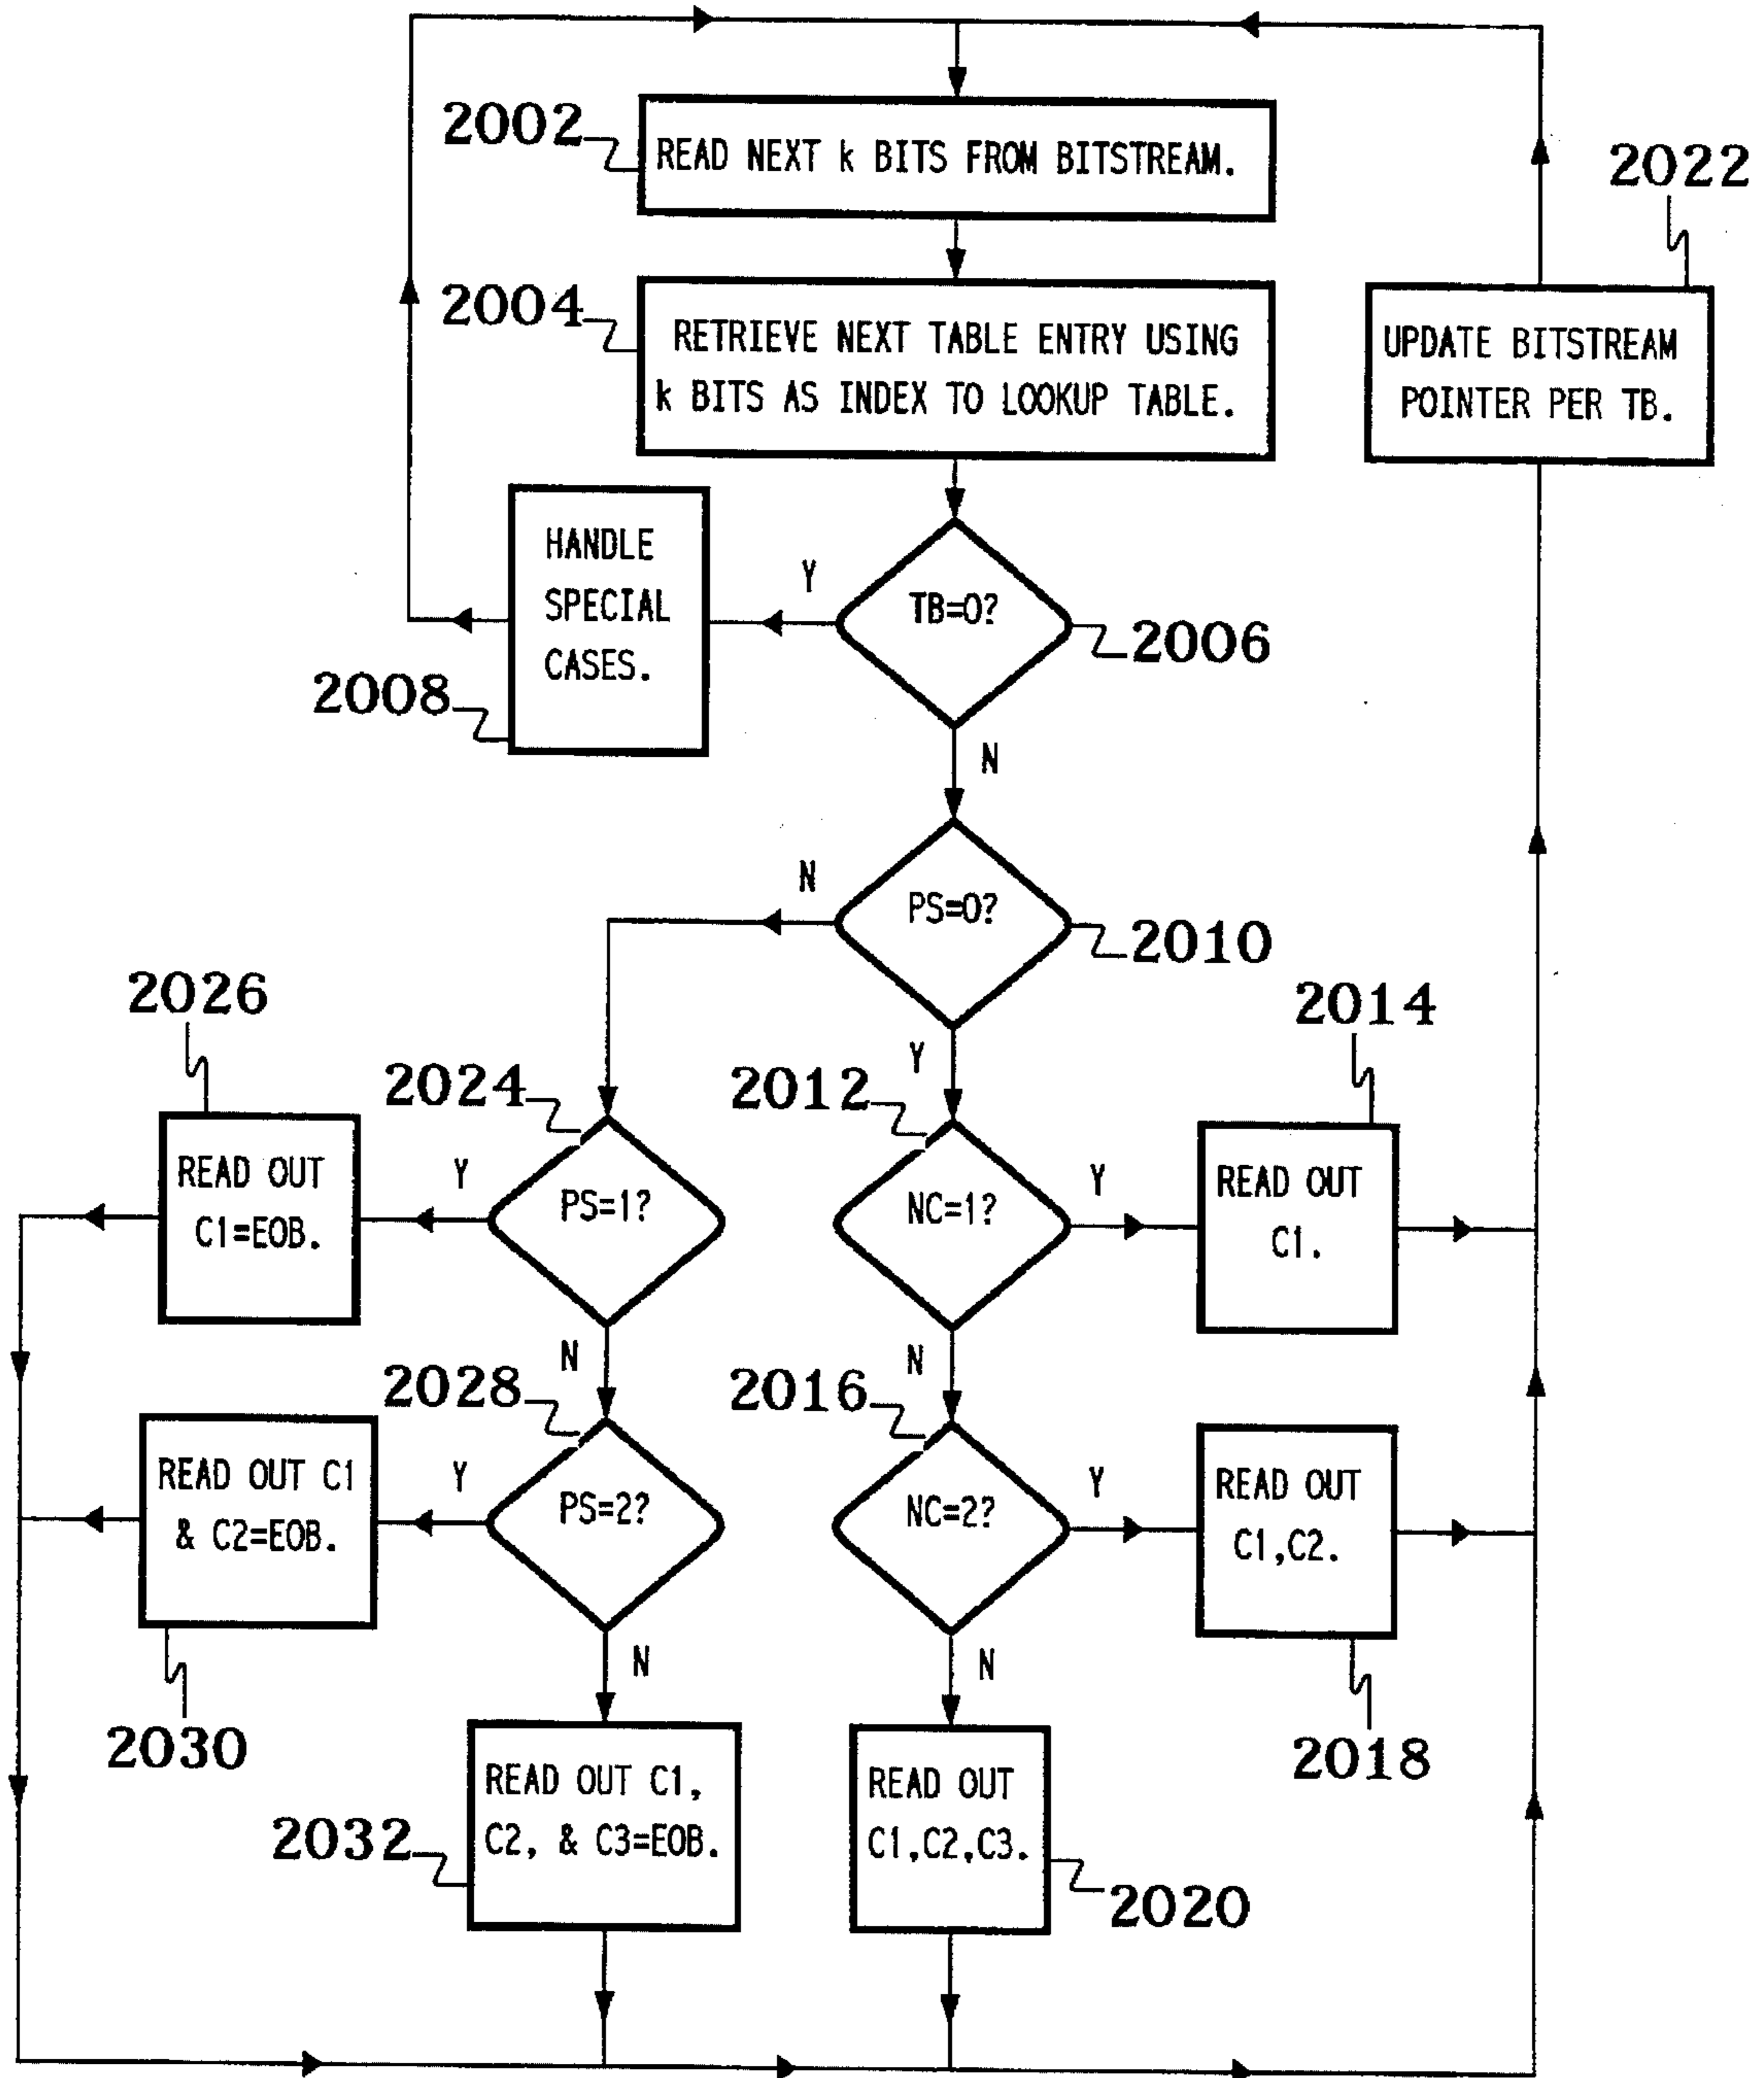 2002
READ NEXT k BITS FROM BITSTREAM.
2022
2004
RETRIEVE NEXT TABLE ENTRY USING
k BITS AS INDEX TO LOOKUP TABLE.
UPDATE BITSTREAM
POINTER PER TB.
HANDLE
SPECIAL
CASES.
Y
TB=0?
2006
2008
N
N
PS=0?
2010
2026
2014
2024
Y
2012
READ OUT
C1=EOB.
Y
PS=1?
NC=1?
Y
READ OUT
C1.
N
2028
N
2016
READ OUT C1
& C2=EOB.
Y
PS=2?
NC=2?
Y
READ OUT
C1,C2.
N
N
2030
2018
READ OUT C1,
C2, & C3=EOB.
2032
READ OUT
C1,C2,C3.
2020